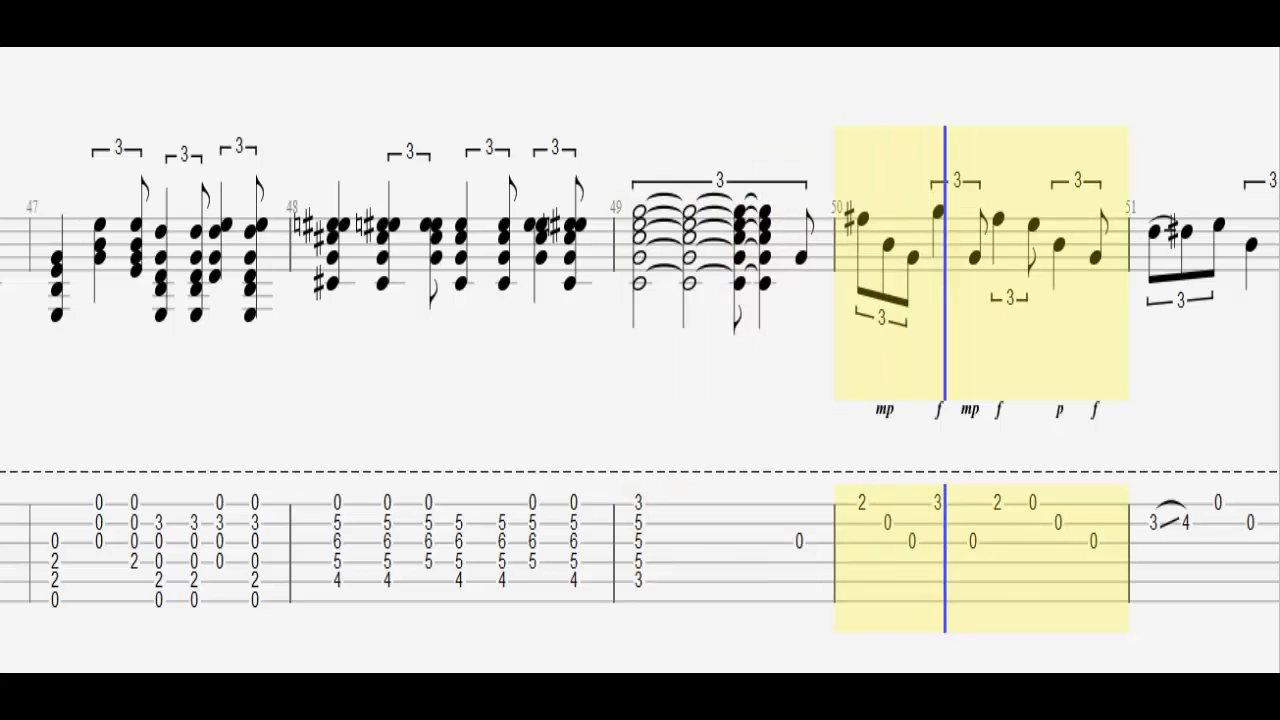 3 3 3 3 3 3 3 3 3 3
47 48 49 50 51
3 3 3
mp f mp f p f
0 0 0 0 0 0 0 0 3 2 3 2 0 0
0 0 3 3 3 3 5 5 5 5 5 5 5 5 0 0 3 4 0
0 0 0 0 0 0 0 6 6 6 6 6 6 6 5 0 0 0 0
2 2 0 0 0 0 5 5 5 5 5 5 5 5
2 2 2 2 4 4 4 4 4 3
0 0 0 0